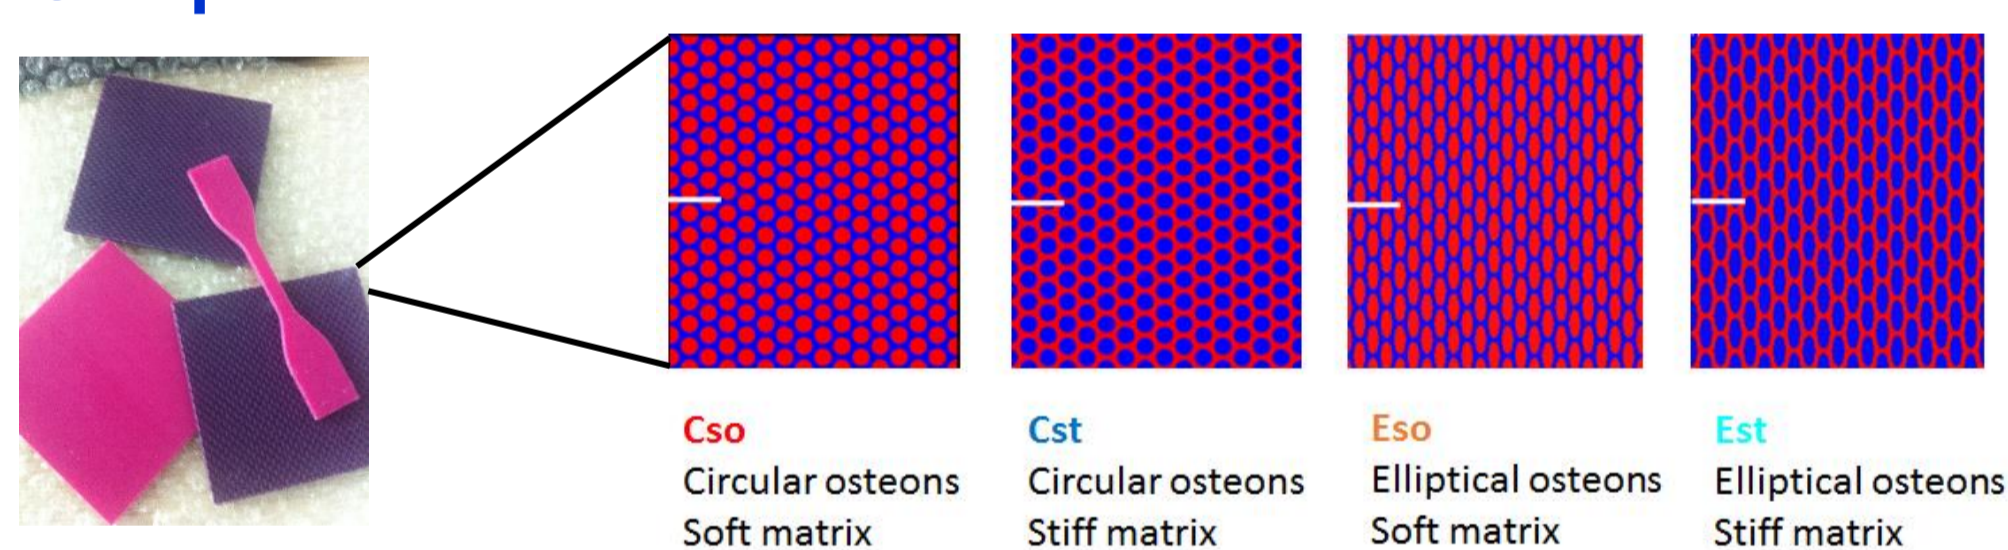 Cso
Circular osteons
Soft matrix
Cst
Circular osteons
Stiff matrix
Eso
Elliptical osteons
Soft matrix
Est
Elliptical osteons
Stiff matrix